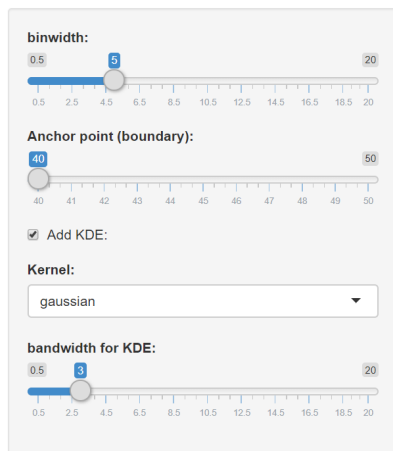 binwidth:
0.5 5 20
0.5 2.5 4.5 6.5 8.5 10.5 12.5 14.5 16.5 18.5 20
Anchor point (boundary):
40 50
40 41 42 43 44 45 46 47 48 49 50
Add KDE:
Kernel:
gaussian
bandwidth for KDE:
0.5 3 20
0.5 2.5 4.5 6.5 8.5 10.5 12.5 14.5 16.5 18.5 20